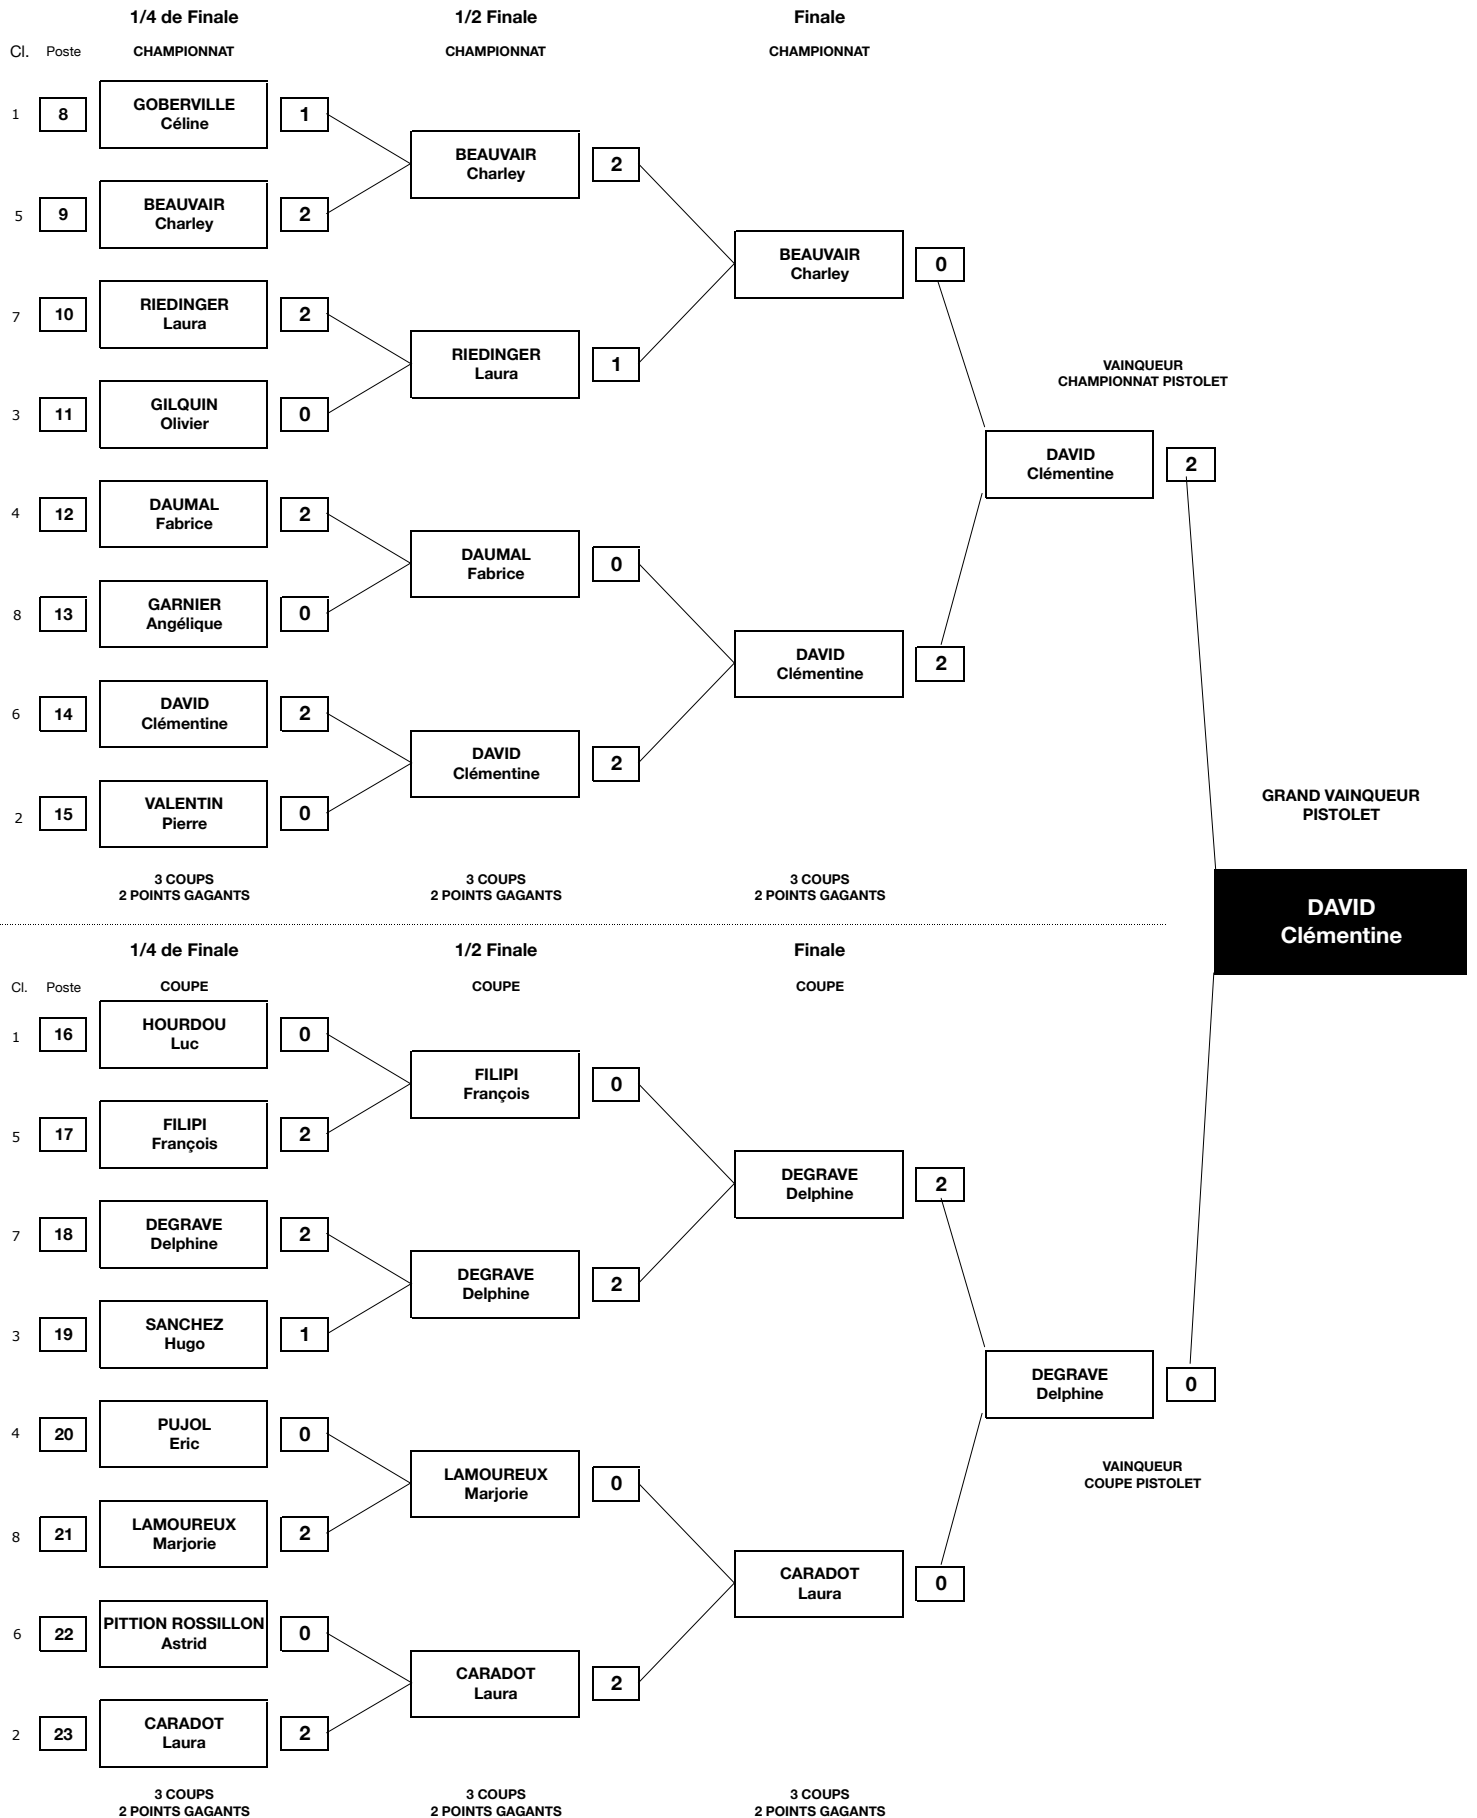 1/4 de Finale 1/2 Finale Finale
Cl. Poste CHAMPIONNAT CHAMPIONNAT CHAMPIONNAT
1 8 GOBERVILLE
Céline 1
BEAUVAIR
Charley 2
5 9 BEAUVAIR
Charley 2
BEAUVAIR
Charley 0
7 10 RIEDINGER
Laura 2
RIEDINGER
Laura 1
VAINQUEUR
CHAMPIONNAT PISTOLET
3 11 GILQUIN
Olivier 0
DAVID
Clémentine 2
4 12 DAUMAL
Fabrice 2
DAUMAL
Fabrice 0
8 13 GARNIER
Angélique 0
DAVID
Clémentine 2
6 14 DAVID
Clémentine 2
DAVID
Clémentine 2
2 15 VALENTIN
Pierre 0
GRAND VAINQUEUR
PISTOLET
3 COUPS 3 COUPS 3 COUPS
2 POINTS GAGANTS 2 POINTS GAGANTS 2 POINTS GAGANTS
DAVID
Clémentine
1/4 de Finale 1/2 Finale Finale
Cl. Poste COUPE COUPE COUPE
1 16 HOURDOU
Luc 0
FILIPI
François 0
5 17 FILIPI
François 2
DEGRAVE
Delphine 2
7 18 DEGRAVE
Delphine 2
DEGRAVE
Delphine 2
3 19 SANCHEZ
Hugo 1
DEGRAVE
Delphine 0
4 20 PUJOL
Eric 0
LAMOUREUX
Marjorie 0
VAINQUEUR
COUPE PISTOLET
8 21 LAMOUREUX
Marjorie 2
CARADOT
Laura 0
6 22 PITTION ROSSILLON
Astrid 0
CARADOT
Laura 2
2 23 CARADOT
Laura 2
3 COUPS 3 COUPS 3 COUPS
2 POINTS GAGANTS 2 POINTS GAGANTS 2 POINTS GAGANTS